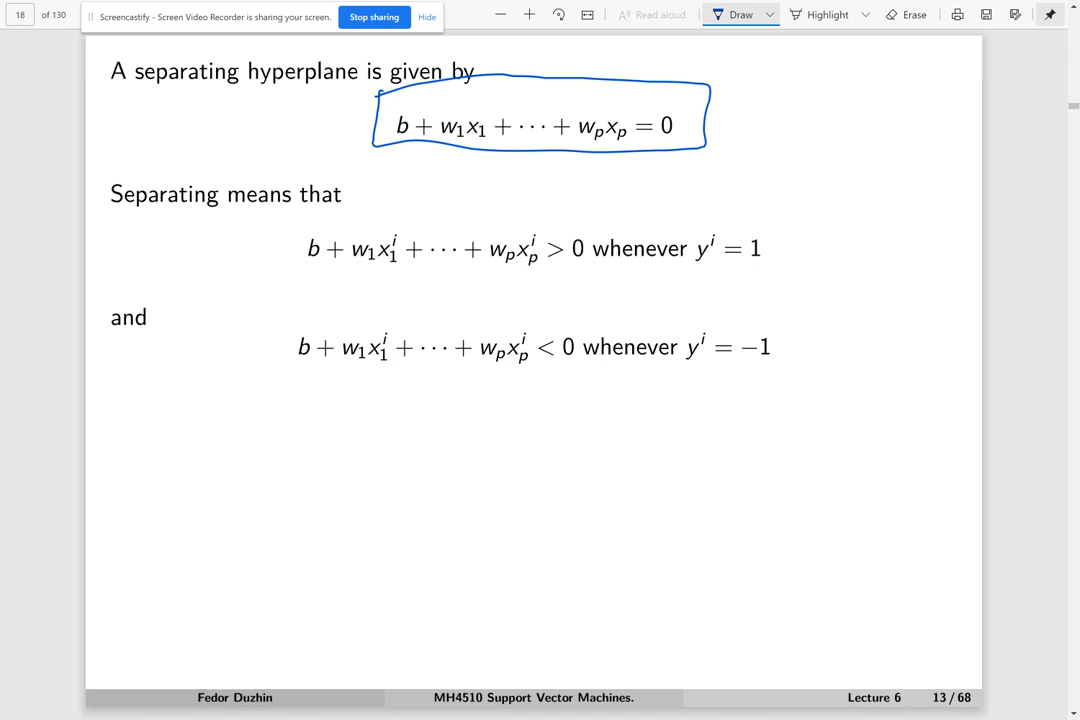 18 of 130
Screencastify - Screen Video Recorder is sharing your screen. Stop sharing Hide
Read aloud Draw Highlight Erase
A separating hyperplane is given by
b + w₁x₁ + ⋯ + wₚxₚ = 0
Separating means that
b + w₁x₁ⁱ + ⋯ + wₚxₚⁱ > 0 whenever yⁱ = 1
and
b + w₁x₁ⁱ + ⋯ + wₚxₚⁱ < 0 whenever yⁱ = −1
Fedor Duzhin MH4510 Support Vector Machines. Lecture 6 13 / 68